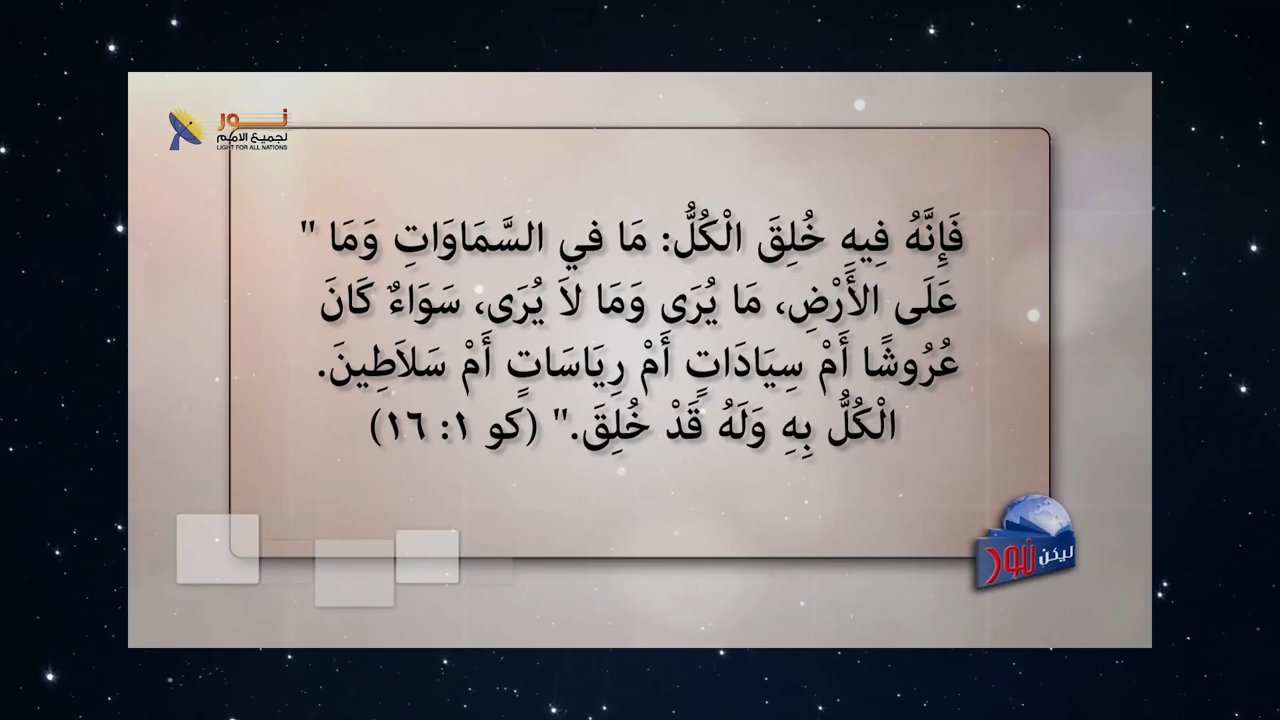 نور
لجميع الامم
LIGHT FOR ALL NATIONS
فَإِنَّهُ فِيهِ خُلِقَ الْكُلُّ: مَا في السَّمَاوَاتِ وَمَا "
عَلَى الأَرْضِ، مَا يُرَى وَمَا لاَ يُرَى، سَوَاءٌ كَانَ
عُرُوشًا أَمْ سِيَادَاتٍ أَمْ رِيَاسَاتٍ أَمْ سَلاَطِينَ.
الْكُلُّ بِهِ وَلَهُ قَدْ خُلِقَ." (كو ١: ١٦)
ليكن نور